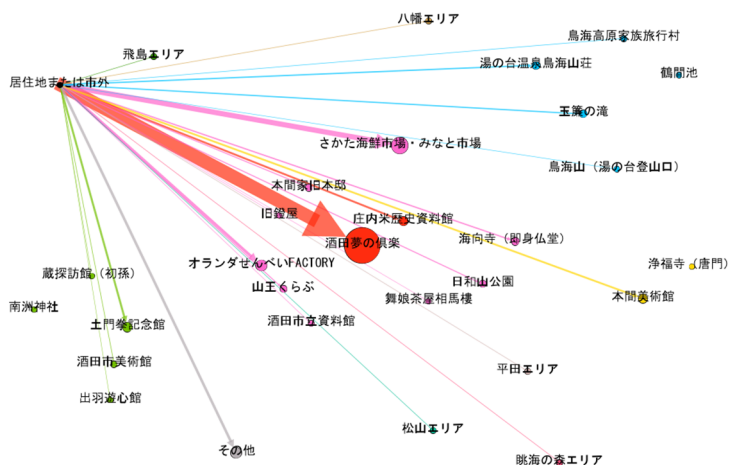 八幡エリア
鳥海高原家族旅行村
飛島エリア
湯の台温泉鳥海山荘
鶴間池
居住地または市外
玉簾の滝
さかた海鮮市場・みなと市場
鳥海山（湯の台登山口）
本間家旧本邸
旧鐙屋
庄内米歴史資料館
酒田夢の倶楽
海向寺（即身仏堂）
オランダせんべいFACTORY
浄福寺（唐門）
蔵探訪館（初孫）
山王くらぶ
日和山公園
舞娘茶屋相馬樓
本間美術館
南洲神社
土門拳記念館
酒田市立資料館
酒田市美術館
平田エリア
出羽遊心館
松山エリア
その他
眺海の森エリア